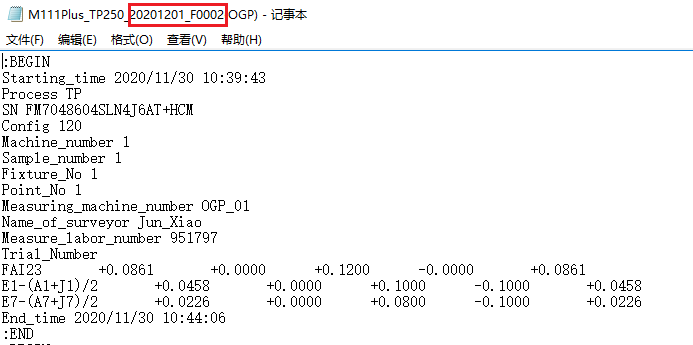 M111Plus_TP250_20201201_F0002(OGP) - 记事本
文件(F) 编辑(E) 格式(O) 查看(V) 帮助(H)
:BEGIN
Starting_time 2020/11/30 10:39:43
Process TP
SN FM7048604SLN4J6AT+HCM
Config 120
Machine_number 1
Sample_number 1
Fixture_No 1
Point_No 1
Measuring_machine_number OGP_01
Name_of_surveyor Jun_Xiao
Measure_labor_number 951797
Trial_Number
FAI23 +0.0861 +0.0000 +0.1200 -0.0000 +0.0861
E1-(A1+J1)/2 +0.0458 +0.0000 +0.1000 -0.1000 +0.0458
E7-(A7+J7)/2 +0.0226 +0.0000 +0.0800 -0.1000 +0.0226
End_time 2020/11/30 10:44:06
:END